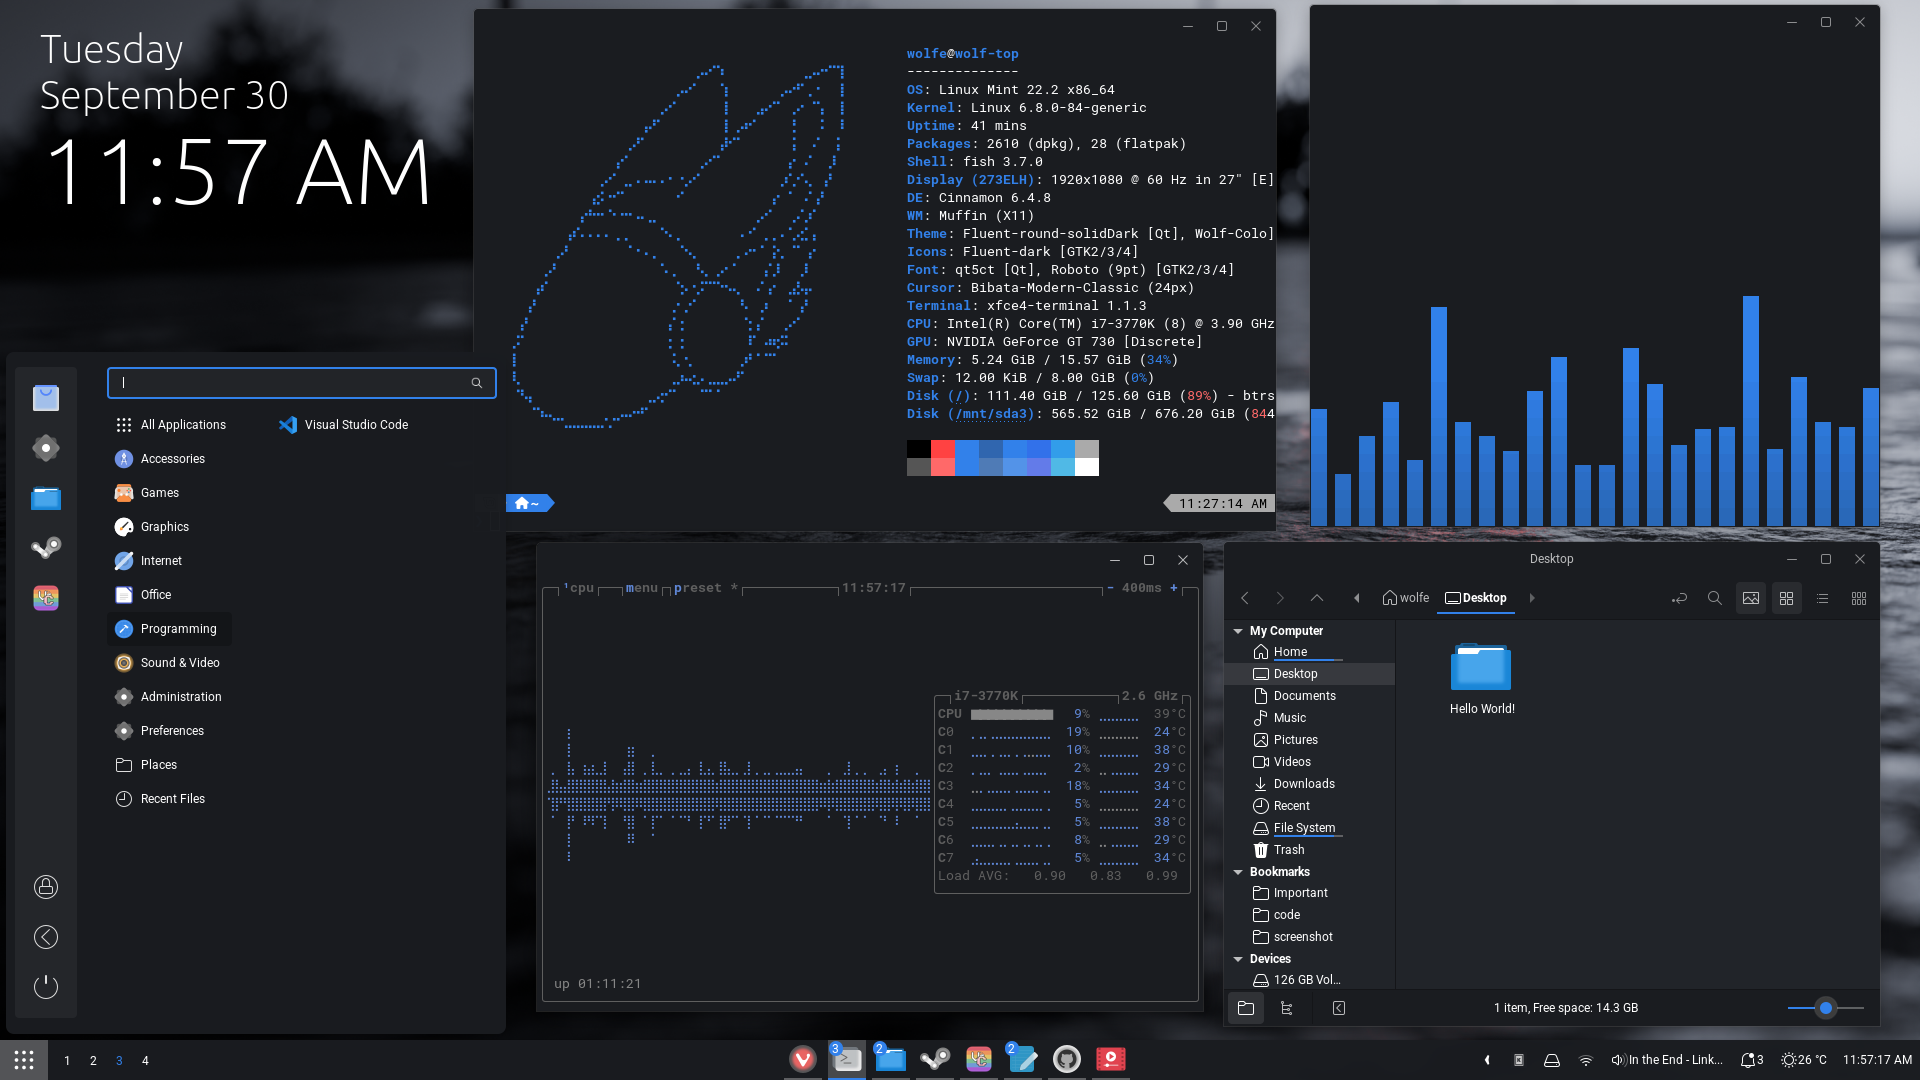 Tuesday
September 30
11:57 AM
wolfe@wolf-top
--------------
OS: Linux Mint 22.2 x86_64
Kernel: Linux 6.8.0-84-generic
Uptime: 41 mins
Packages: 2610 (dpkg), 28 (flatpak)
Shell: fish 3.7.0
Display (273ELH): 1920x1080 @ 60 Hz in 27" [E]
DE: Cinnamon 6.4.8
WM: Muffin (X11)
Theme: Fluent-round-solidDark [Qt], Wolf-Colo]
Icons: Fluent-dark [GTK2/3/4]
Font: qt5ct [Qt], Roboto (9pt) [GTK2/3/4]
Cursor: Bibata-Modern-Classic (24px)
Terminal: xfce4-terminal 1.1.3
CPU: Intel(R) Core(TM) i7-3770K (8) @ 3.90 GHz
GPU: NVIDIA GeForce GT 730 [Discrete]
Memory: 5.24 GiB / 15.57 GiB (34%)
Swap: 12.00 KiB / 8.00 GiB (0%)
Disk (/): 111.40 GiB / 125.60 GiB (89%) - btrs
Disk (/mnt/sda3): 565.52 GiB / 676.20 GiB (844
~
11:27:14 AM
All Applications
Visual Studio Code
Accessories
Games
Graphics
Internet
Office
Programming
Sound & Video
Administration
Preferences
Places
Recent Files
¹cpu menu preset * 11:57:17 - 400ms +
i7-3770K 2.6 GHz
CPU 9% 39°C
C0 19% 24°C
C1 10% 38°C
C2 2% 29°C
C3 18% 34°C
C4 5% 24°C
C5 5% 38°C
C6 8% 29°C
C7 5% 34°C
Load AVG: 0.90 0.83 0.99
up 01:11:21
Desktop
wolfe
Desktop
My Computer
Home
Desktop
Documents
Music
Pictures
Videos
Downloads
Recent
File System
Trash
Bookmarks
Important
code
screenshot
Devices
126 GB Vol...
Hello World!
1 item, Free space: 14.3 GB
1 2 3 4
3
2
UC
2
In the End - Link...
3
26 °C
11:57:17 AM